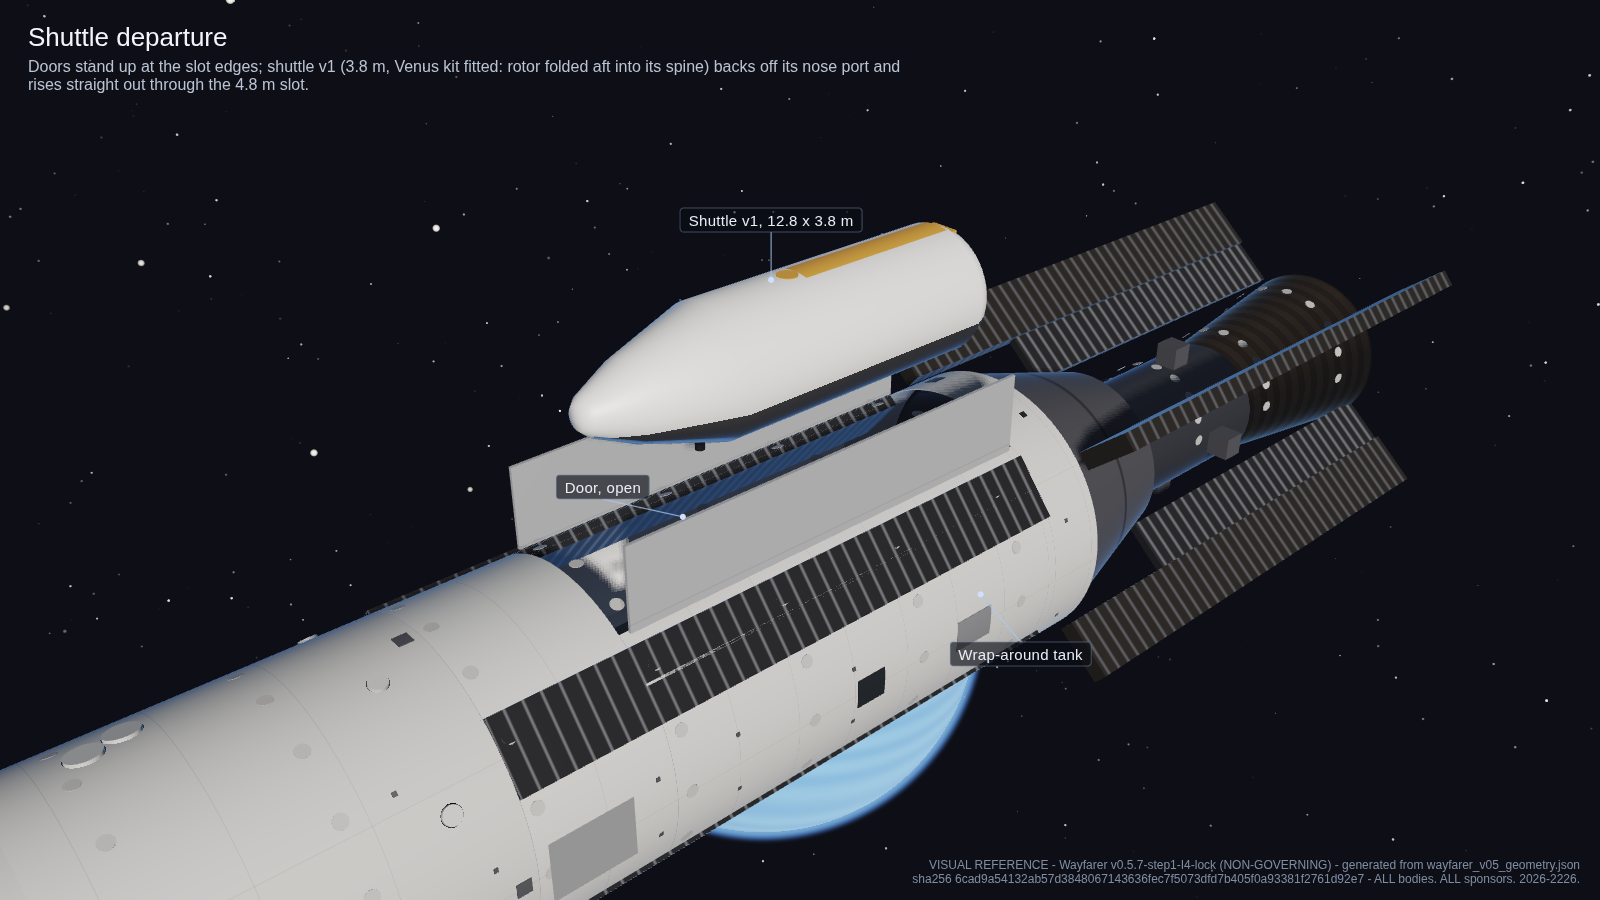 Shuttle departure
Doors stand up at the slot edges; shuttle v1 (3.8 m, Venus kit fitted: rotor folded aft into its spine) backs off its nose port and
rises straight out through the 4.8 m slot.
Shuttle v1, 12.8 x 3.8 m
Door, open
Wrap-around tank
VISUAL REFERENCE - Wayfarer v0.5.7-step1-I4-lock (NON-GOVERNING) - generated from wayfarer_v05_geometry.json
sha256 6cad9a54132ab57d3848067143636fec7f5073dfd7b405f0a93381f2761d92e7 - ALL bodies. ALL sponsors. 2026-2226.